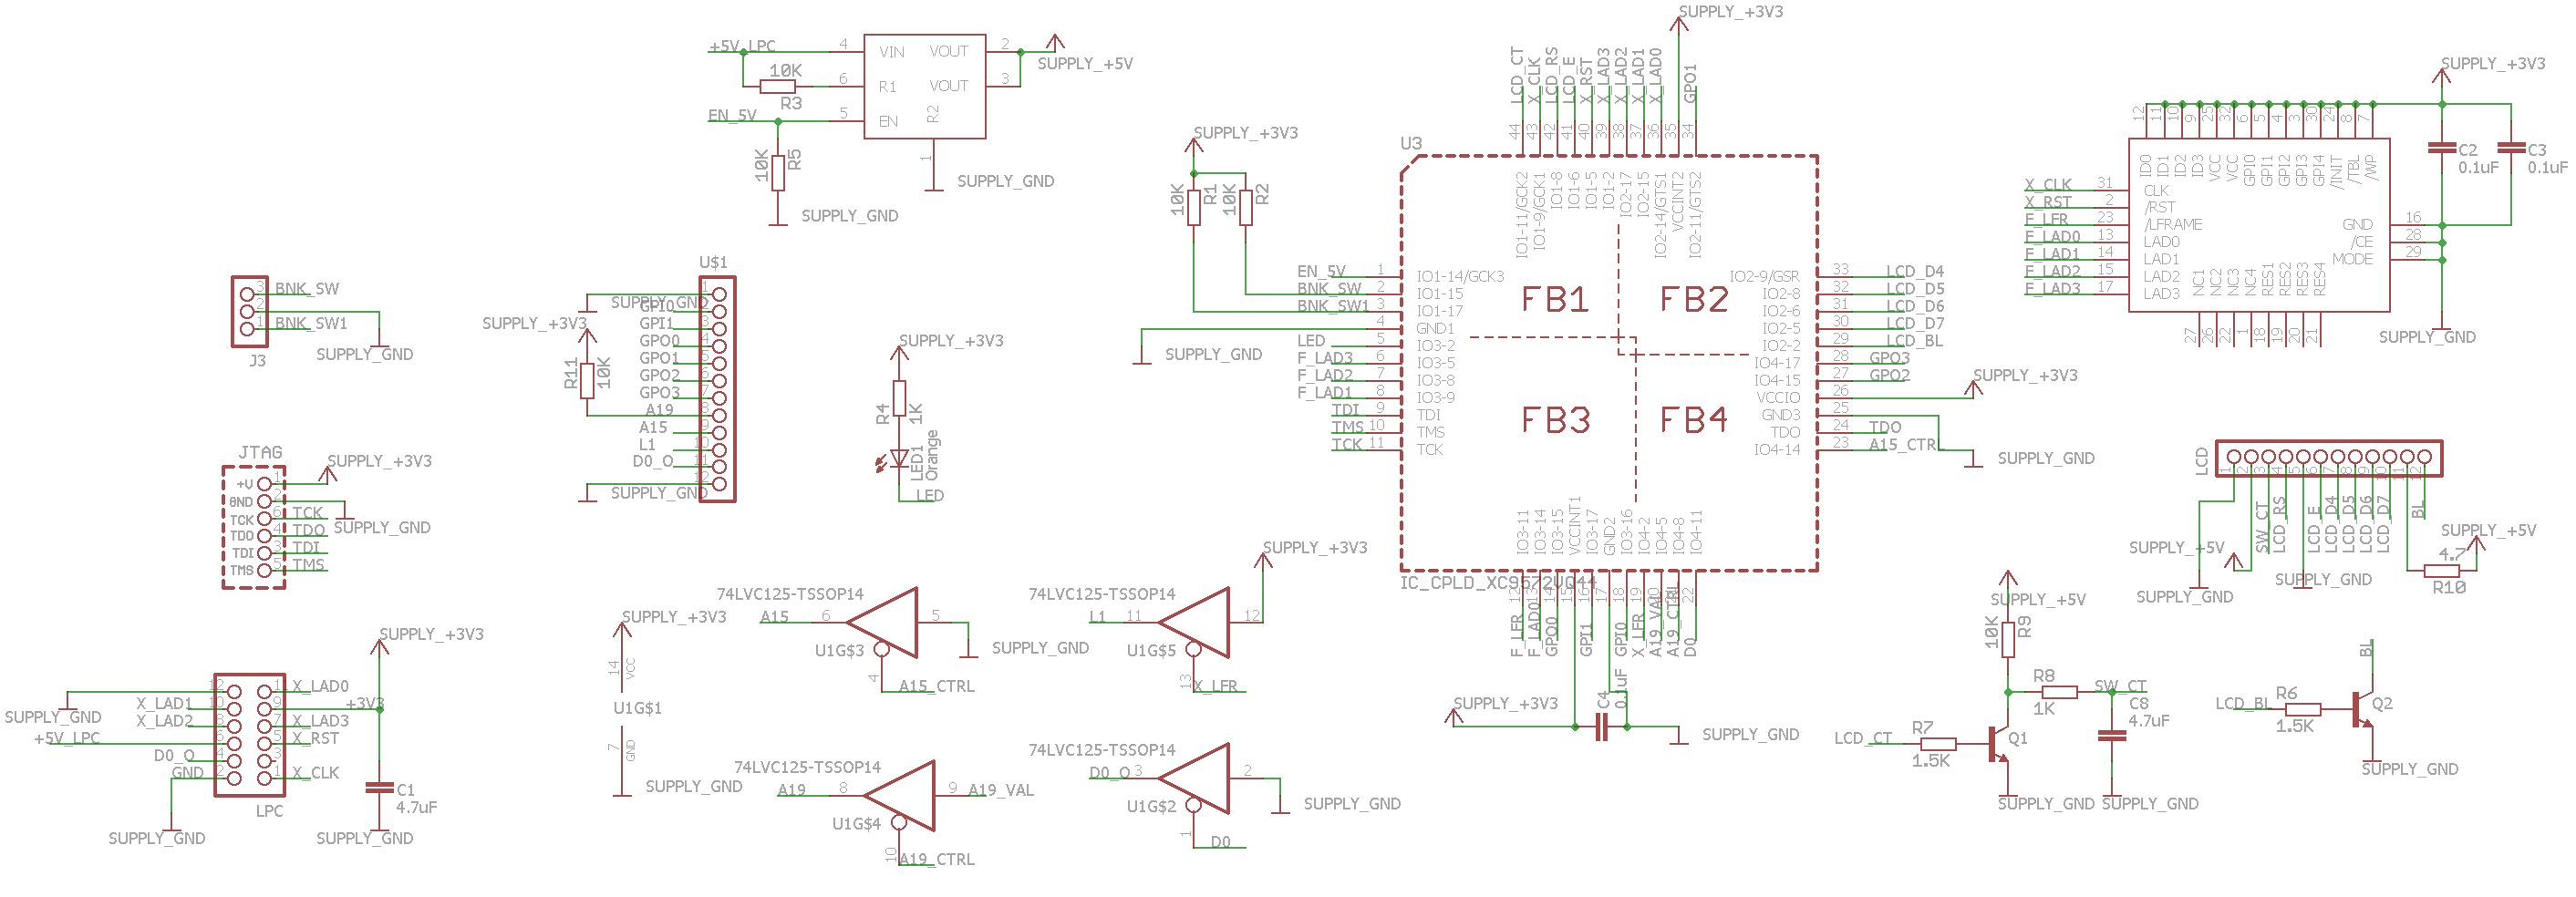 +5V_LPC
4
VIN
VOUT
2
SUPPLY_+5V
10K
R3
6
R1
VOUT
3
EN_5V
5
EN
R2
1
SUPPLY_GND
10K
R5
SUPPLY_GND
3
BNK_SW
2
1
BNK_SW1
J3
SUPPLY_GND
U$1
1
SUPPLY_GND
2
GPI0
3
GPI1
4
GPO0
5
GPO1
6
GPO2
7
GPO3
8
A19
9
A15
10
L1
11
D0_O
12
SUPPLY_GND
SUPPLY_+3V3
R11
10K
SUPPLY_+3V3
R4
1K
LED1
Orange
LED
JTAG
+V
1
SUPPLY_+3V3
GND
2
SUPPLY_GND
TCK
6
TCK
TDO
4
TDO
TDI
3
TDI
TMS
5
TMS
SUPPLY_+3V3
12
11
X_LAD0
SUPPLY_GND
X_LAD1
10
9
+3V3
X_LAD2
8
7
X_LAD3
+5V_LPC
6
5
X_RST
D0_O
4
3
GND
2
1
X_CLK
LPC
SUPPLY_GND
C1
4.7uF
SUPPLY_GND
SUPPLY_+3V3
14
VCC
U1G$1
7
GND
SUPPLY_GND
74LVC125-TSSOP14
A15
6
5
U1G$3
SUPPLY_GND
4
A15_CTRL
74LVC125-TSSOP14
A19
8
9
A19_VAL
U1G$4
10
A19_CTRL
SUPPLY_+3V3
74LVC125-TSSOP14
L1
11
12
U1G$5
13
X_LFR
74LVC125-TSSOP14
D0_O
3
2
U1G$2
SUPPLY_GND
1
D0
SUPPLY_+3V3
10K
R1
10K
R2
U3
SUPPLY_+3V3
LCD_CT
X_CLK
LCD_RS
LCD_E
X_RST
X_LAD3
X_LAD2
X_LAD1
X_LAD0
GPO1
44
43
42
41
40
39
38
37
36
35
34
IO1-11/GCK2
IO1-9/GCK1
IO1-8
IO1-6
IO1-5
IO1-2
IO2-17
IO2-15
IO2-14/GTS1
VCCINT2
IO2-11/GTS2
EN_5V
1
IO1-14/GCK3
BNK_SW
2
IO1-15
BNK_SW1
3
IO1-17
4
GND1
SUPPLY_GND
LED
5
IO3-2
F_LAD3
6
IO3-5
F_LAD2
7
IO3-8
F_LAD1
8
IO3-9
TDI
9
TDI
TMS
10
TMS
TCK
11
TCK
FB1
FB2
FB3
FB4
IO2-9/GSR
33
LCD_D4
IO2-8
32
LCD_D5
IO2-6
31
LCD_D6
IO2-5
30
LCD_D7
IO2-2
29
LCD_BL
IO4-17
28
GPO3
IO4-15
27
GPO2
VCCIO
26
SUPPLY_+3V3
GND3
25
SUPPLY_GND
TDO
24
TDO
IO4-14
23
A15_CTRL
IO3-11
IO3-14
IO3-15
VCCINT1
IO3-17
GND2
IO3-16
IO4-2
IO4-5
IO4-8
IO4-11
IC_CPLD_XC9572VQ44
12
13
14
15
16
17
18
19
20
22
F_LFR
F_LAD0
GPO0
GPI1
GPI0
X_LFR
A19_VAL
A19_CTRL
D0
SUPPLY_+3V3
C4
0.1uF
SUPPLY_GND
SUPPLY_+3V3
12
11
10
9
25
32
6
5
4
3
30
24
8
7
ID0
ID1
ID2
ID3
VCC
VCC
GPI0
GPI1
GPI2
GPI3
GPI4
/INIT
/TBL
/WP
C2
0.1uF
C3
0.1uF
X_CLK
31
CLK
X_RST
2
/RST
F_LFR
23
/LFRAME
F_LAD0
13
LAD0
F_LAD1
14
LAD1
F_LAD2
15
LAD2
F_LAD3
17
LAD3
GND
16
/CE
28
MODE
29
NC1
NC2
NC3
NC4
RES1
RES2
RES3
RES4
27
26
22
1
18
19
20
21
SUPPLY_GND
LCD
1
2
3
4
5
6
7
8
9
10
11
12
SW_CT
LCD_RS
LCD_E
LCD_D4
LCD_D5
LCD_D6
LCD_D7
BL
SUPPLY_+5V
SUPPLY_GND
SUPPLY_GND
SUPPLY_+5V
4.7
R10
SUPPLY_+5V
10K
R9
R8
1K
SW_CT
C8
4.7uF
LCD_CT
R7
1.5K
Q1
SUPPLY_GND
SUPPLY_GND
BL
LCD_BL
R6
1.5K
Q2
SUPPLY_GND